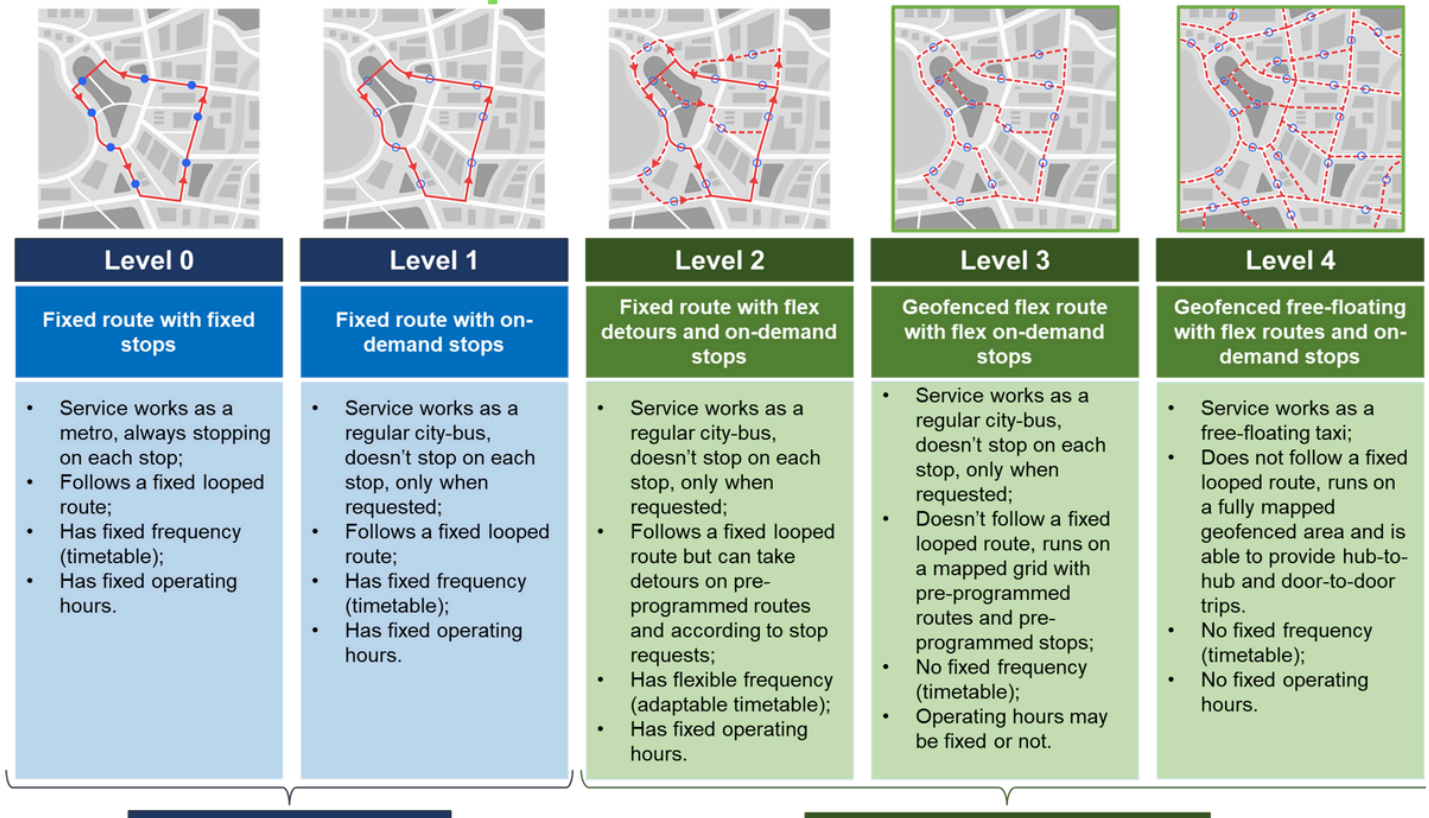 Level 0
Fixed route with fixed
stops
• Service works as a
metro, always stopping
on each stop;
• Follows a fixed looped
route;
• Has fixed frequency
(timetable);
• Has fixed operating
hours.
Level 1
Fixed route with on-
demand stops
• Service works as a
regular city-bus,
doesn't stop on each
stop, only when
requested;
• Follows a fixed looped
route;
• Has fixed frequency
(timetable);
• Has fixed operating
hours.
Level 2
Fixed route with flex
detours and on-demand
stops
• Service works as a
regular city-bus,
doesn't stop on each
stop, only when
requested;
• Follows a fixed looped
route but can take
detours on pre-
programmed routes
and according to stop
requests;
• Has flexible frequency
(adaptable timetable);
• Has fixed operating
hours.
Level 3
Geofenced flex route
with flex on-demand
stops
• Service works as a
regular city-bus,
doesn't stop on each
stop, only when
requested;
• Doesn't follow a fixed
looped route, runs on
a mapped grid with
pre-programmed
routes and pre-
programmed stops;
• No fixed frequency
(timetable);
• Operating hours may
be fixed or not.
Level 4
Geofenced free-floating
with flex routes and on-
demand stops
• Service works as a
free-floating taxi;
• Does not follow a fixed
looped route, runs on
a fully mapped
geofenced area and is
able to provide hub-to-
hub and door-to-door
trips.
• No fixed frequency
(timetable);
• No fixed operating
hours.